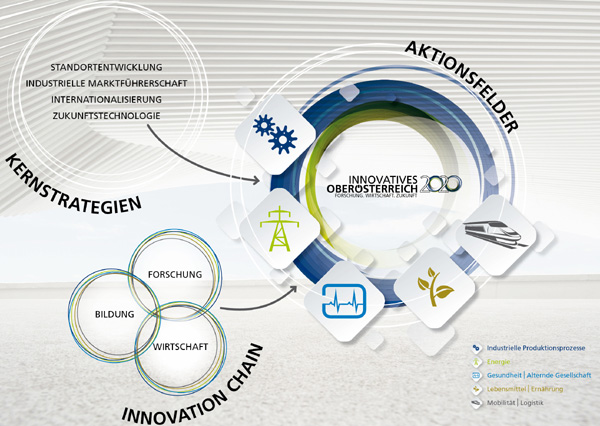 STANDORTENTWICKLUNG
INDUSTRIELLE MARKTFÜHRERSCHAFT
INTERNATIONALISIERUNG
ZUKUNFTSTECHNOLOGIE
KERNSTRATEGIEN
AKTIONSFELDER
INNOVATIVES
OBERÖSTERREICH 2020
FORSCHUNG. WIRTSCHAFT. ZUKUNFT
FORSCHUNG
BILDUNG
WIRTSCHAFT
INNOVATION CHAIN
Industrielle Produktionsprozesse
Energie
Gesundheit | Alternde Gesellschaft
Lebensmittel | Ernährung
Mobilität | Logistik